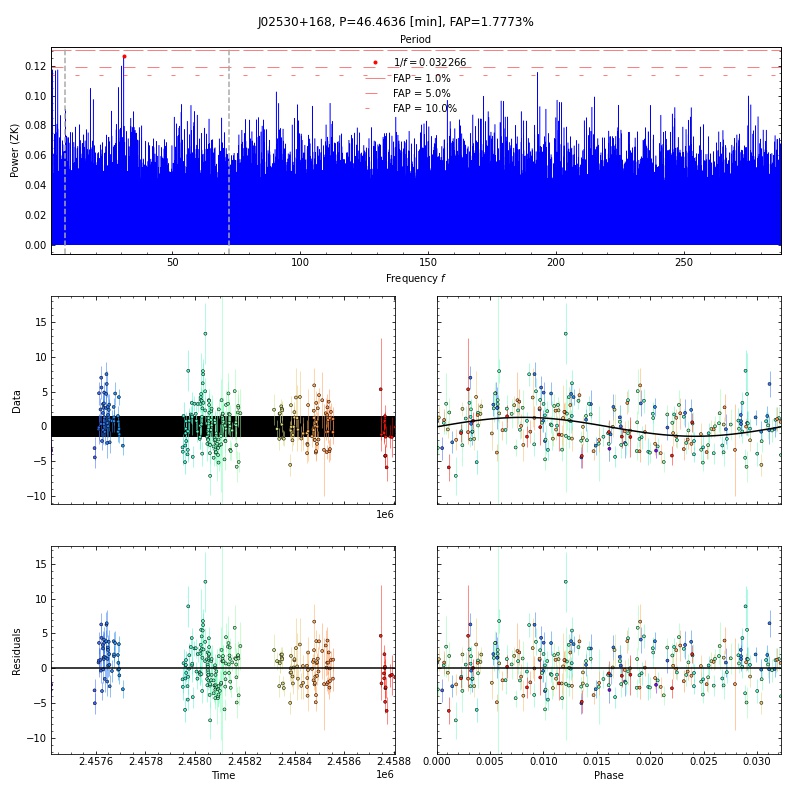 J02530+168, P=46.4636 [min], FAP=1.7773%
Period
Power (ZK)
0.12
0.10
0.08
0.06
0.04
0.02
0.00
1/f = 0.032266
FAP = 1.0%
FAP = 5.0%
FAP = 10.0%
50
100
150
200
250
Frequency f
Data
15
10
5
0
−5
−10
1e6
Residuals
15
10
5
0
−5
−10
2.4576
2.4578
2.4580
2.4582
2.4584
2.4586
2.4588
1e6
Time
0.000
0.005
0.010
0.015
0.020
0.025
0.030
Phase